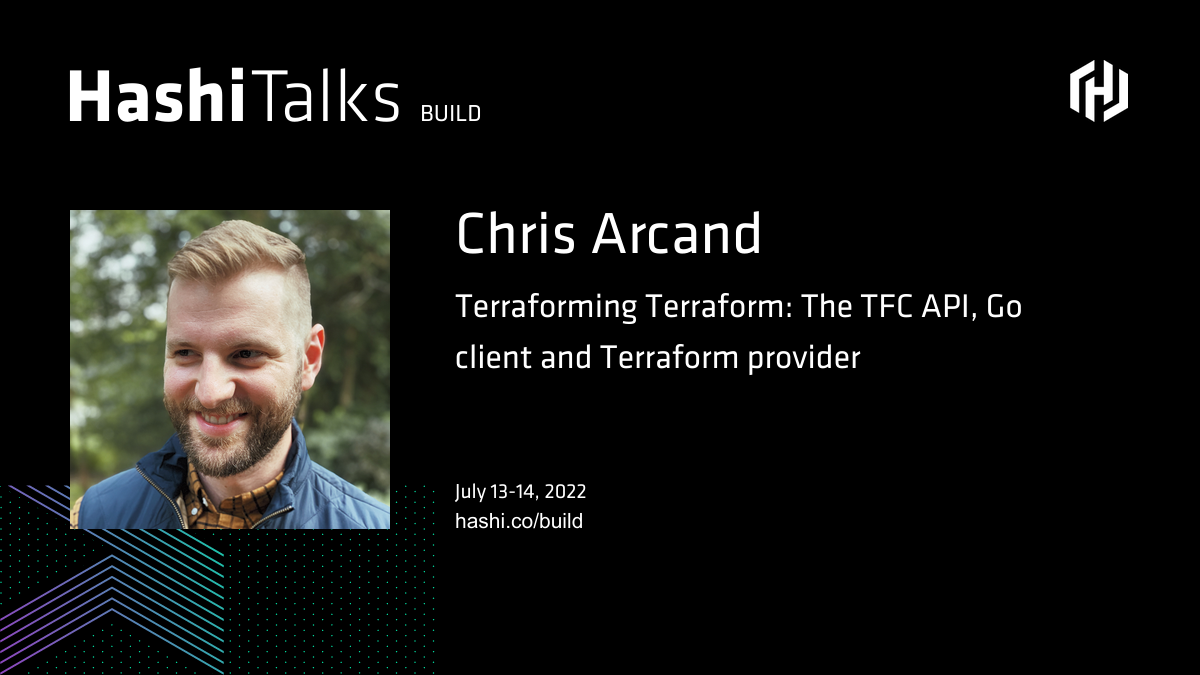 HashiTalks BUILD
Chris Arcand
Terraforming Terraform: The TFC API, Go
client and Terraform provider
July 13-14, 2022
hashi.co/build